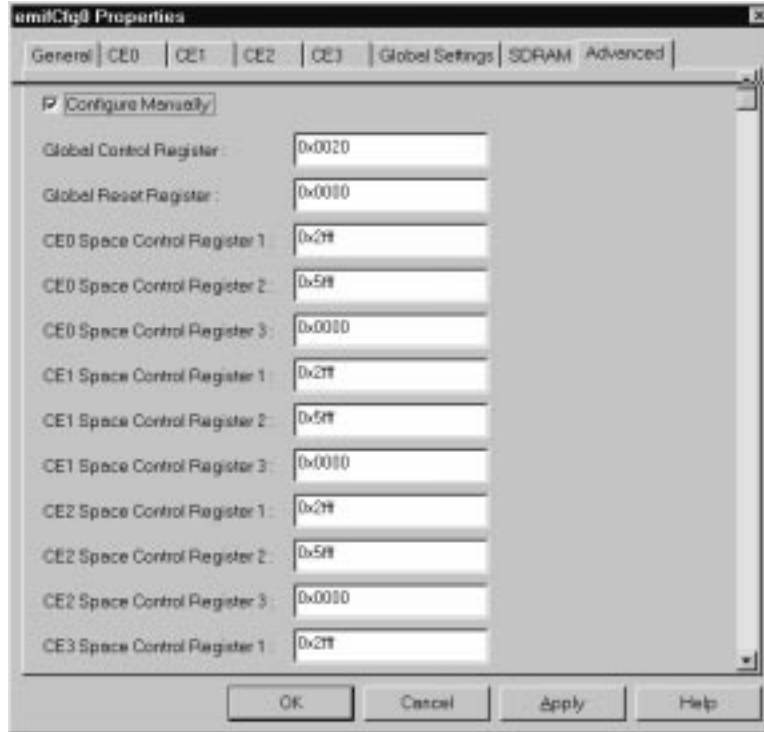 emifCfg0 Properties
General CE0 CE1 CE2 CE3 Global Settings SDRAM Advanced
Configure Manually
Global Control Register : 0x0020
Global Reset Register : 0x0000
CE0 Space Control Register 1 : 0x2fff
CE0 Space Control Register 2 : 0x5fff
CE0 Space Control Register 3 : 0x0000
CE1 Space Control Register 1 : 0x2fff
CE1 Space Control Register 2 : 0x5fff
CE1 Space Control Register 3 : 0x0000
CE2 Space Control Register 1 : 0x2fff
CE2 Space Control Register 2 : 0x5fff
CE2 Space Control Register 3 : 0x0000
CE3 Space Control Register 1 : 0x2fff
OK Cancel Apply Help